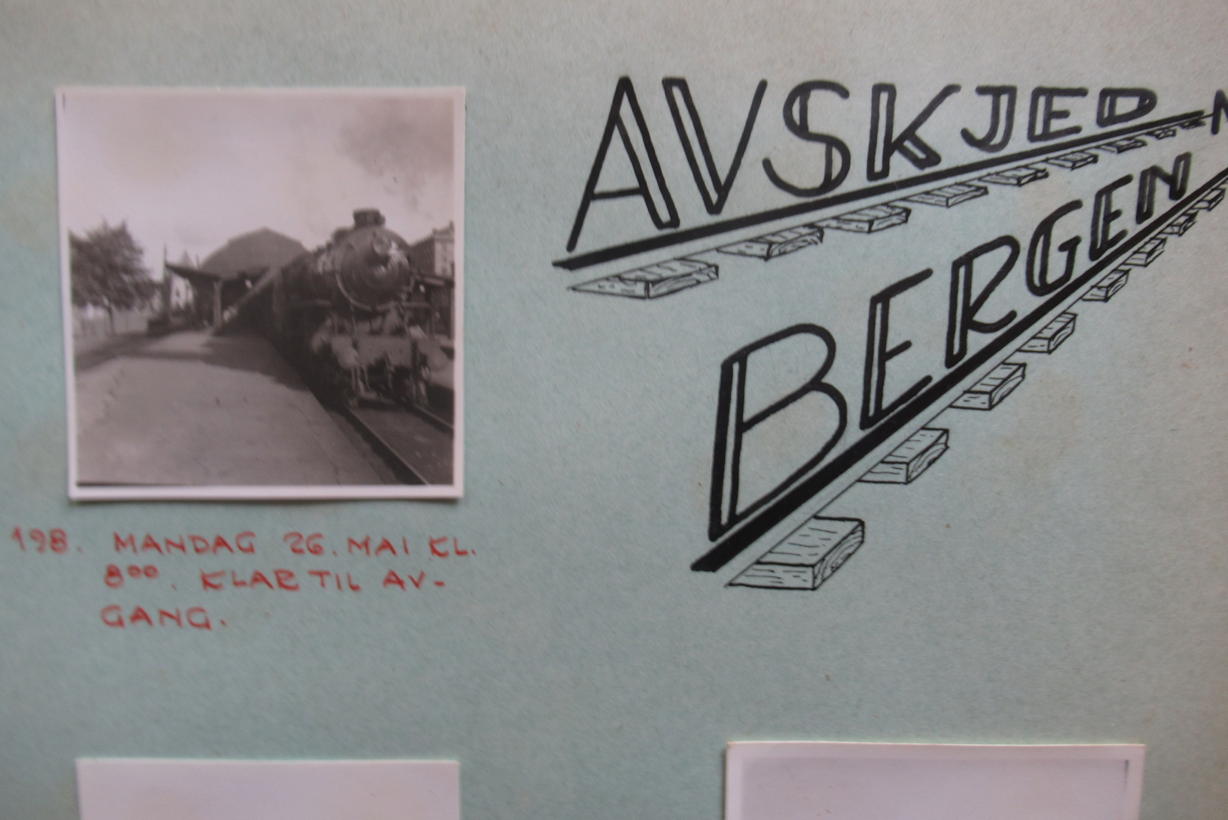 AVSKJED
BERGEN
198. MANDAG 26. MAI KL.
8⁰⁰. KLAR TIL AV-
GANG.